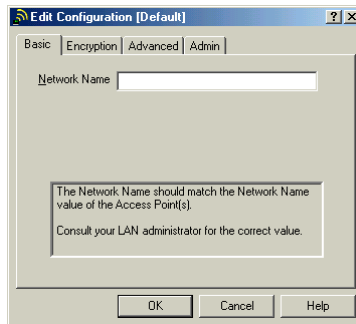 Edit Configuration [Default]
Basic Encryption Advanced Admin
Network Name
The Network Name should match the Network Name
value of the Access Point(s).
Consult your LAN administrator for the correct value.
OK Cancel Help